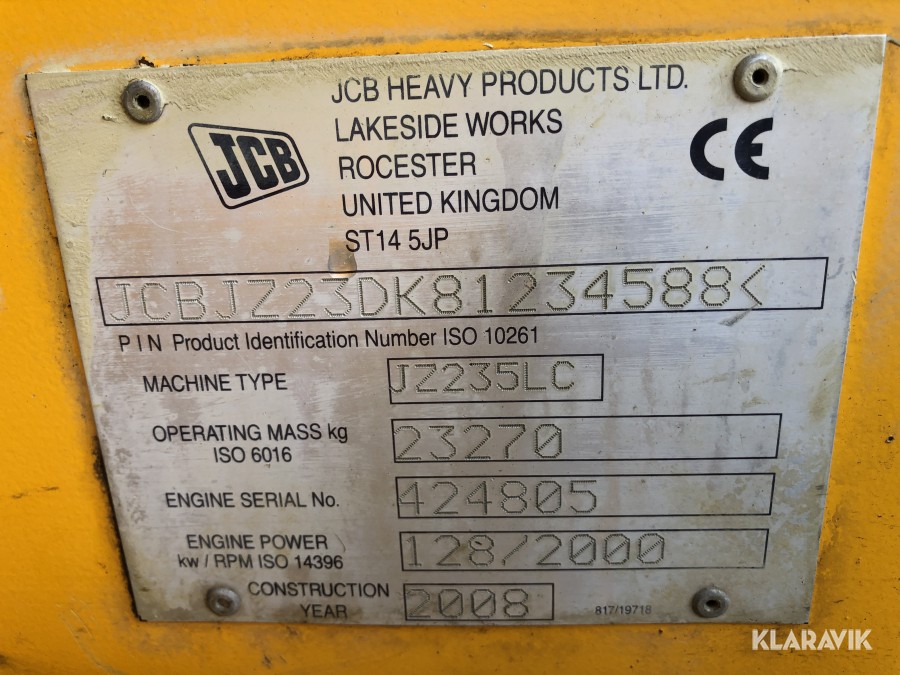 JCB HEAVY PRODUCTS LTD.
LAKESIDE WORKS
ROCESTER
UNITED KINGDOM
ST14 5JP
JCB
CE
JCBJZ23DK81234588<
PIN Product Identification Number ISO 10261
MACHINE TYPE JZ235LC
OPERATING MASS kg 23270
ISO 6016
ENGINE SERIAL No. 424805
ENGINE POWER 128/2000
kw / RPM ISO 14396
CONSTRUCTION
YEAR 2008
817/19718
KLARAVIK